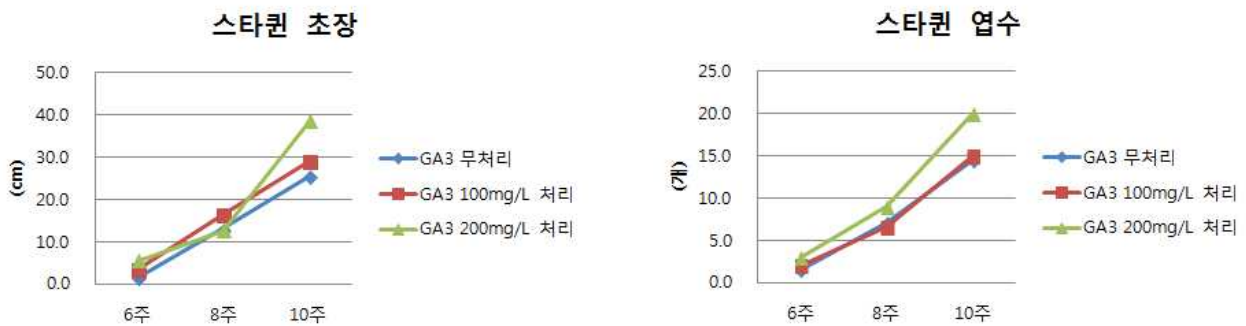 스타퀸 초장
50.0
40.0
30.0
20.0
10.0
0.0
(cm)
6주 8주 10주
GA3 무처리
GA3 100mg/L 처리
GA3 200mg/L 처리
스타퀸 엽수
25.0
20.0
15.0
10.0
5.0
0.0
(개)
6주 8주 10주
GA3 무처리
GA3 100mg/L 처리
GA3 200mg/L 처리